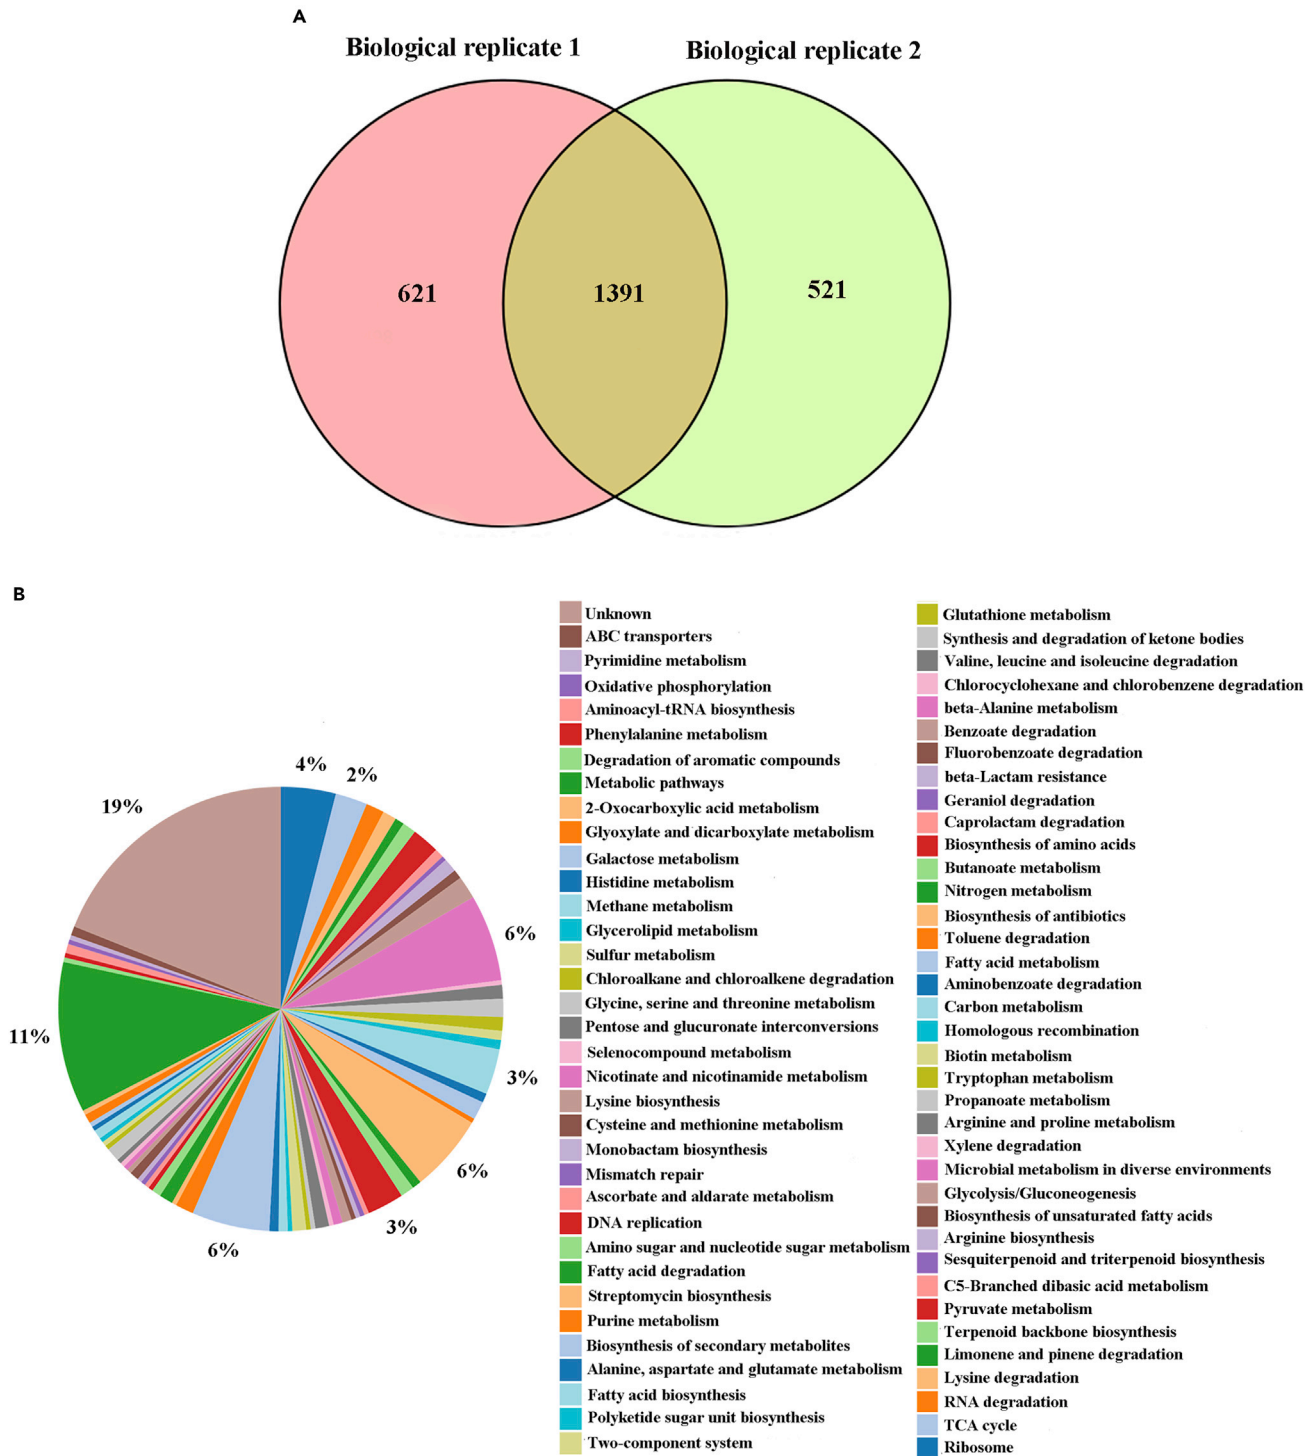 A
Biological replicate 1
Biological replicate 2
621
1391
521
B
4%
2%
19%
6%
11%
3%
6%
3%
6%
Unknown
ABC transporters
Pyrimidine metabolism
Oxidative phosphorylation
Aminoacyl-tRNA biosynthesis
Phenylalanine metabolism
Degradation of aromatic compounds
Metabolic pathways
2-Oxocarboxylic acid metabolism
Glyoxylate and dicarboxylate metabolism
Galactose metabolism
Histidine metabolism
Methane metabolism
Glycerolipid metabolism
Sulfur metabolism
Chloroalkane and chloroalkene degradation
Glycine, serine and threonine metabolism
Pentose and glucuronate interconversions
Selenocompound metabolism
Nicotinate and nicotinamide metabolism
Lysine biosynthesis
Cysteine and methionine metabolism
Monobactam biosynthesis
Mismatch repair
Ascorbate and aldarate metabolism
DNA replication
Amino sugar and nucleotide sugar metabolism
Fatty acid degradation
Streptomycin biosynthesis
Purine metabolism
Biosynthesis of secondary metabolites
Alanine, aspartate and glutamate metabolism
Fatty acid biosynthesis
Polyketide sugar unit biosynthesis
Two-component system
Glutathione metabolism
Synthesis and degradation of ketone bodies
Valine, leucine and isoleucine degradation
Chlorocyclohexane and chlorobenzene degradation
beta-Alanine metabolism
Benzoate degradation
Fluorobenzoate degradation
beta-Lactam resistance
Geraniol degradation
Caprolactam degradation
Biosynthesis of amino acids
Butanoate metabolism
Nitrogen metabolism
Biosynthesis of antibiotics
Toluene degradation
Fatty acid metabolism
Aminobenzoate degradation
Carbon metabolism
Homologous recombination
Biotin metabolism
Tryptophan metabolism
Propanoate metabolism
Arginine and proline metabolism
Xylene degradation
Microbial metabolism in diverse environments
Glycolysis/Gluconeogenesis
Biosynthesis of unsaturated fatty acids
Arginine biosynthesis
Sesquiterpenoid and triterpenoid biosynthesis
C5-Branched dibasic acid metabolism
Pyruvate metabolism
Terpenoid backbone biosynthesis
Limonene and pinene degradation
Lysine degradation
RNA degradation
TCA cycle
Ribosome